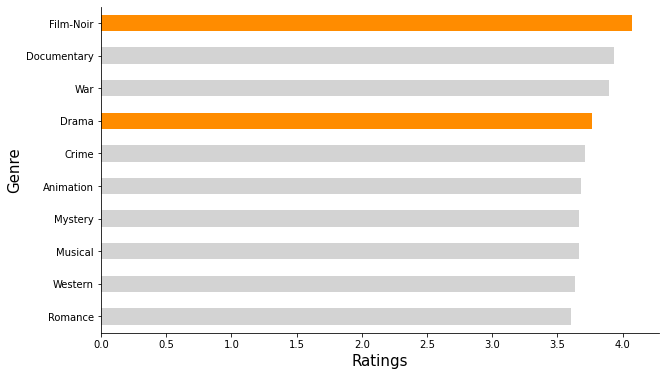 Film-Noir
Documentary
War
Drama
Crime
Animation
Mystery
Musical
Western
Romance
Genre
0.0 0.5 1.0 1.5 2.0 2.5 3.0 3.5 4.0
Ratings